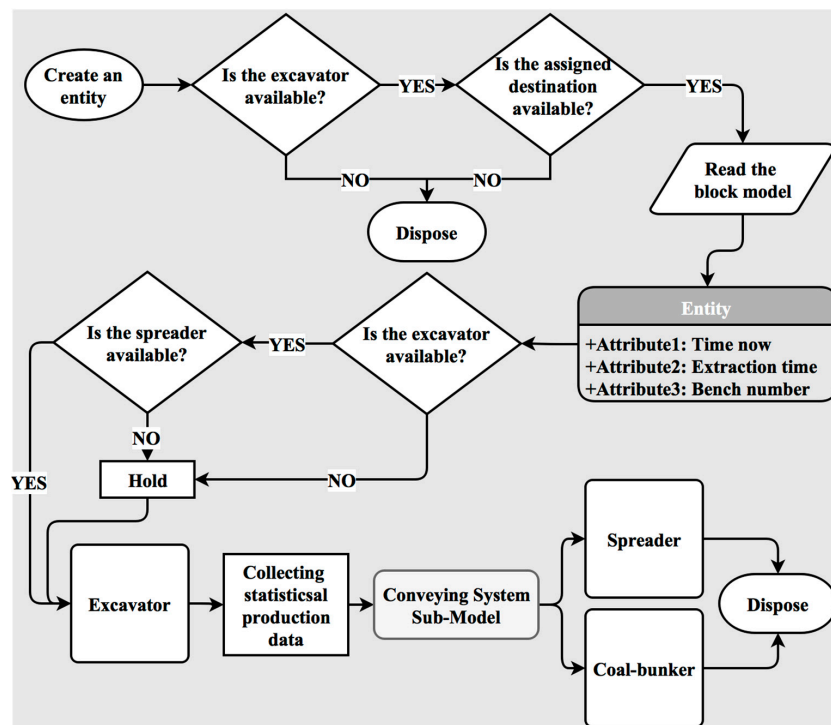 Create an
entity
Is the excavator
available?
YES
Is the assigned
destination
available?
YES
NO
NO
Dispose
Read the
block model
Entity
+Attribute1: Time now
+Attribute2: Extraction time
+Attribute3: Bench number
Is the excavator
available?
YES
Is the spreader
available?
NO
NO
YES
Hold
Excavator
Collecting
statisticsal
production
data
Conveying System
Sub-Model
Spreader
Coal-bunker
Dispose